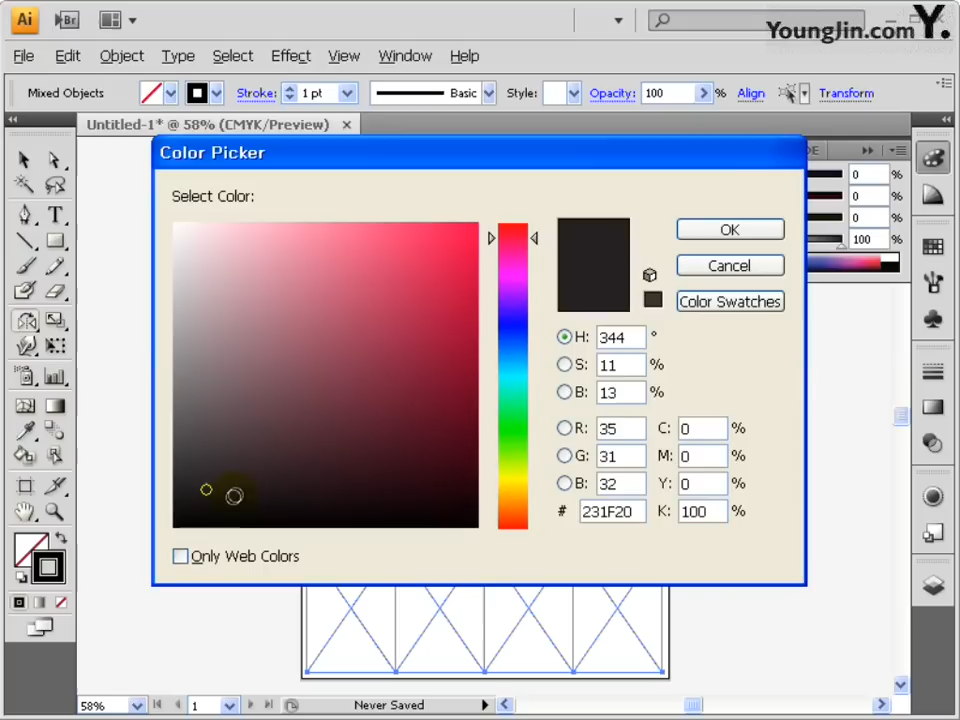 Ai Br YoungJin.com Y.
File Edit Object Type Select Effect View Window Help
Mixed Objects Stroke: 1 pt Basic Style: Opacity: 100 % Align Transform
Untitled-1* @ 58% (CMYK/Preview)
Color Picker
Select Color:
0 %
0 %
0 %
100 %
OK
Cancel
Color Swatches
H: 344 °
S: 11 %
B: 13 %
R: 35 C: 0 %
G: 31 M: 0 %
B: 32 Y: 0 %
# 231F20 K: 100 %
Only Web Colors
T
58% 1 Never Saved